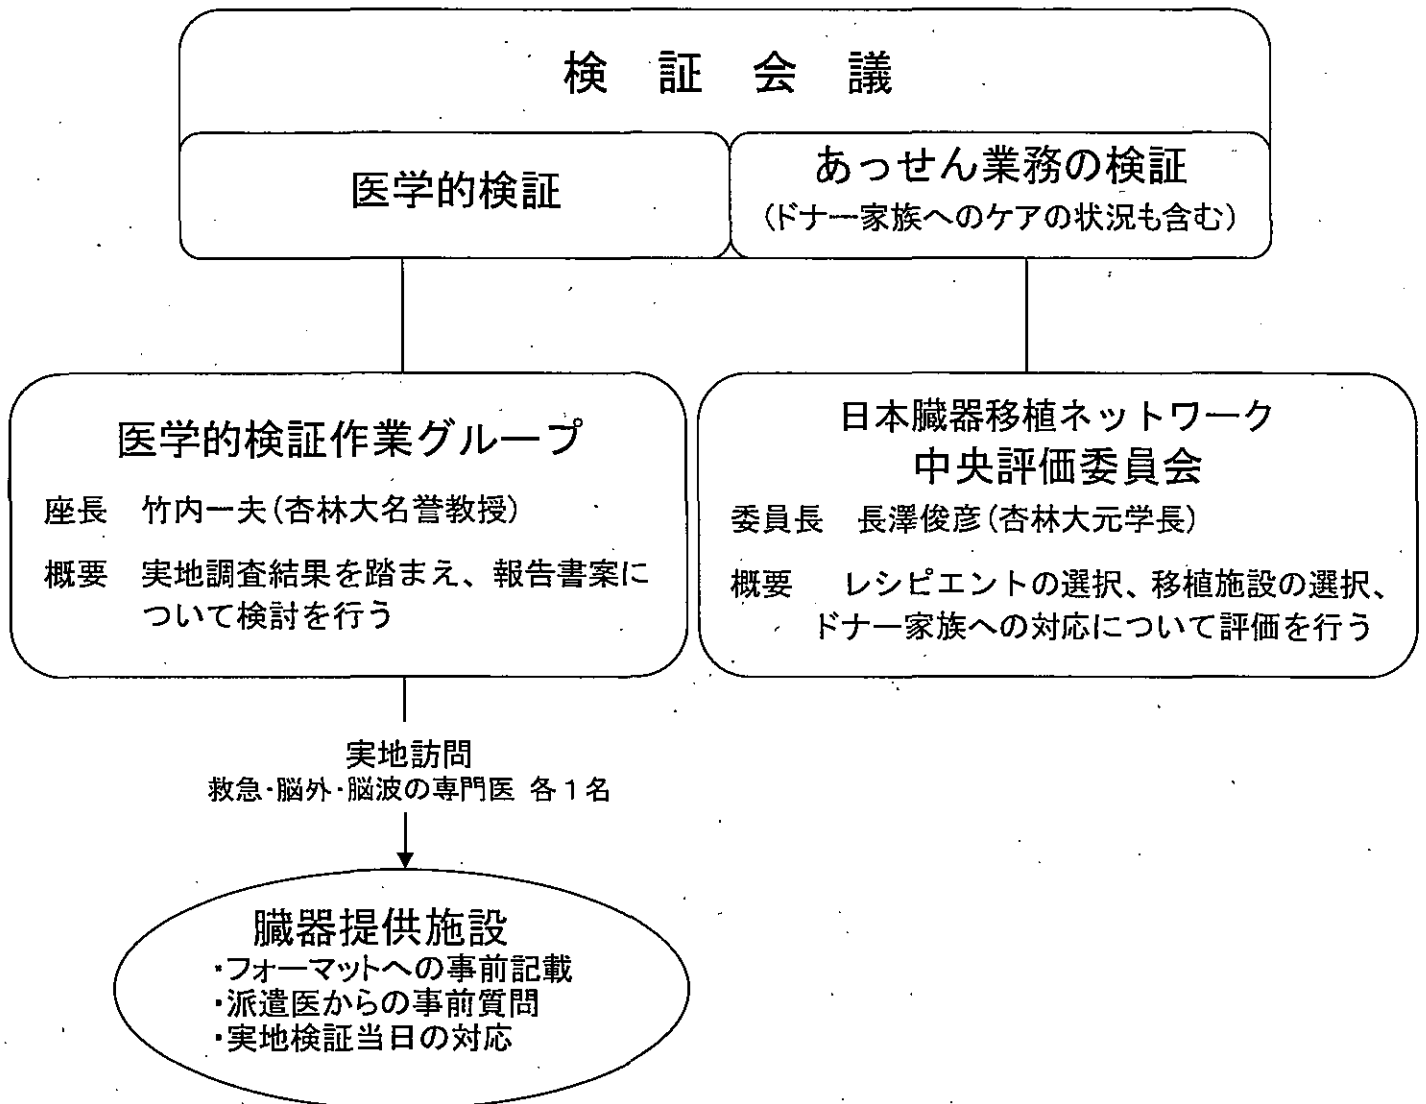 検 証 会 議
医学的検証
あっせん業務の検証
(ドナー家族へのケアの状況も含む)
医学的検証作業グループ
座長 竹内一夫(杏林大名誉教授)
概要 実地調査結果を踏まえ、報告書案に
ついて検討を行う
日本臓器移植ネットワーク
中央評価委員会
委員長 長澤俊彦(杏林大元学長)
概要 レシピエントの選択、移植施設の選択、
ドナー家族への対応について評価を行う
実地訪問
救急・脳外・脳波の専門医 各1名
臓器提供施設
・フォーマットへの事前記載
・派遣医からの事前質問
・実地検証当日の対応